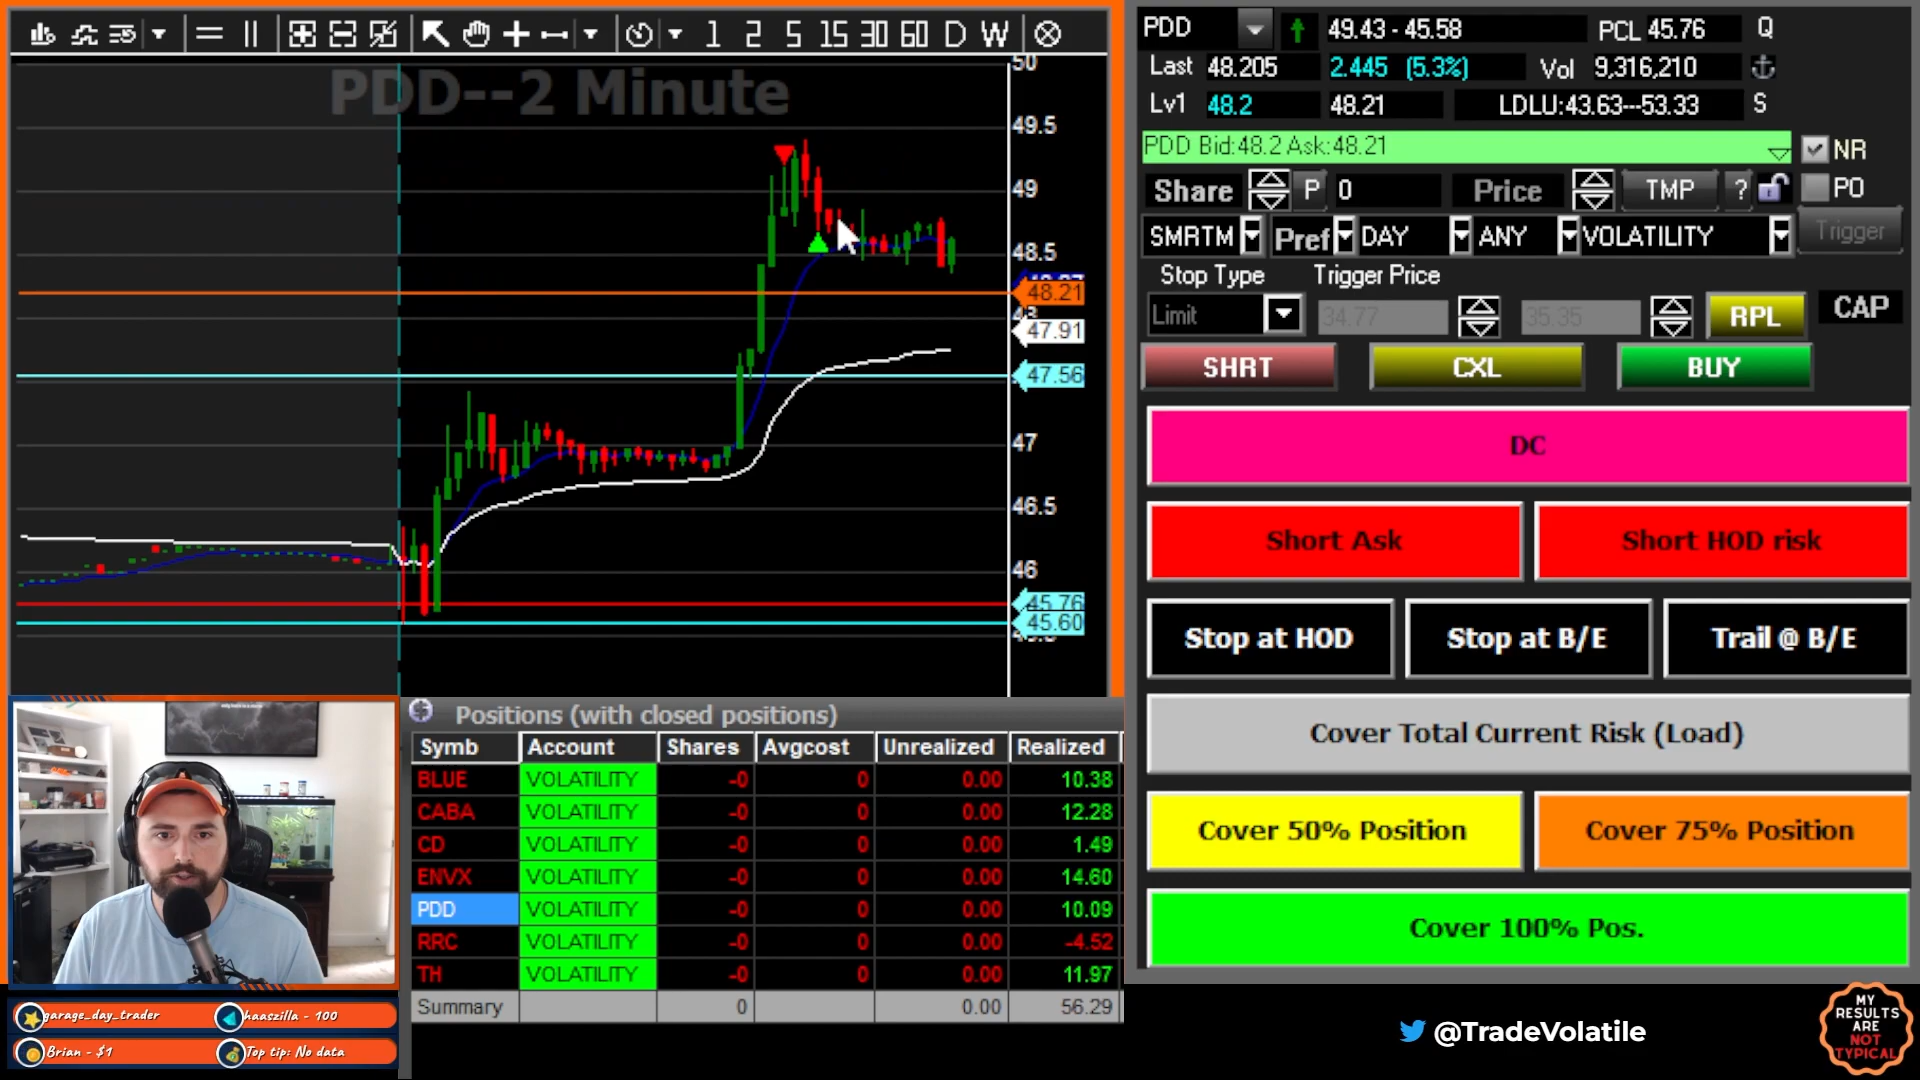 1 2 5 15 30 60 D W
PDD--2 Minute
50
49.5
49
48.5
48.21
47.91
47.56
47
46.5
46
45.76
45.60
PDD 49.43 - 45.58 PCL 45.76 Q
Last 48.205 2.445 (5.3%) Vol 9,316,210
Lv1 48.2 48.21 LDLU:43.63---53.33 S
PDD Bid:48.2 Ask:48.21 NR
Share P 0 Price TMP ? PO
SMRTM Pref DAY ANY VOLATILITY Trigger
Stop Type Trigger Price
Limit 34.77 35.35 RPL CAP
SHRT CXL BUY
DC
Short Ask Short HOD risk
Stop at HOD Stop at B/E Trail @ B/E
Cover Total Current Risk (Load)
Cover 50% Position Cover 75% Position
Cover 100% Pos.
Positions (with closed positions)
Symb Account Shares Avgcost Unrealized Realized
BLUE VOLATILITY -0 0 0.00 10.38
CABA VOLATILITY -0 0 0.00 12.28
CD VOLATILITY -0 0 0.00 1.49
ENVX VOLATILITY -0 0 0.00 14.60
PDD VOLATILITY -0 0 0.00 10.09
RRC VOLATILITY -0 0 0.00 -4.52
TH VOLATILITY -0 0 0.00 11.97
Summary 0 0.00 56.29
garage_day_trader haaszilla - 100
Brian - $1 Top tip: No data
@TradeVolatile
MY
RESULTS
ARE
NOT
TYPICAL